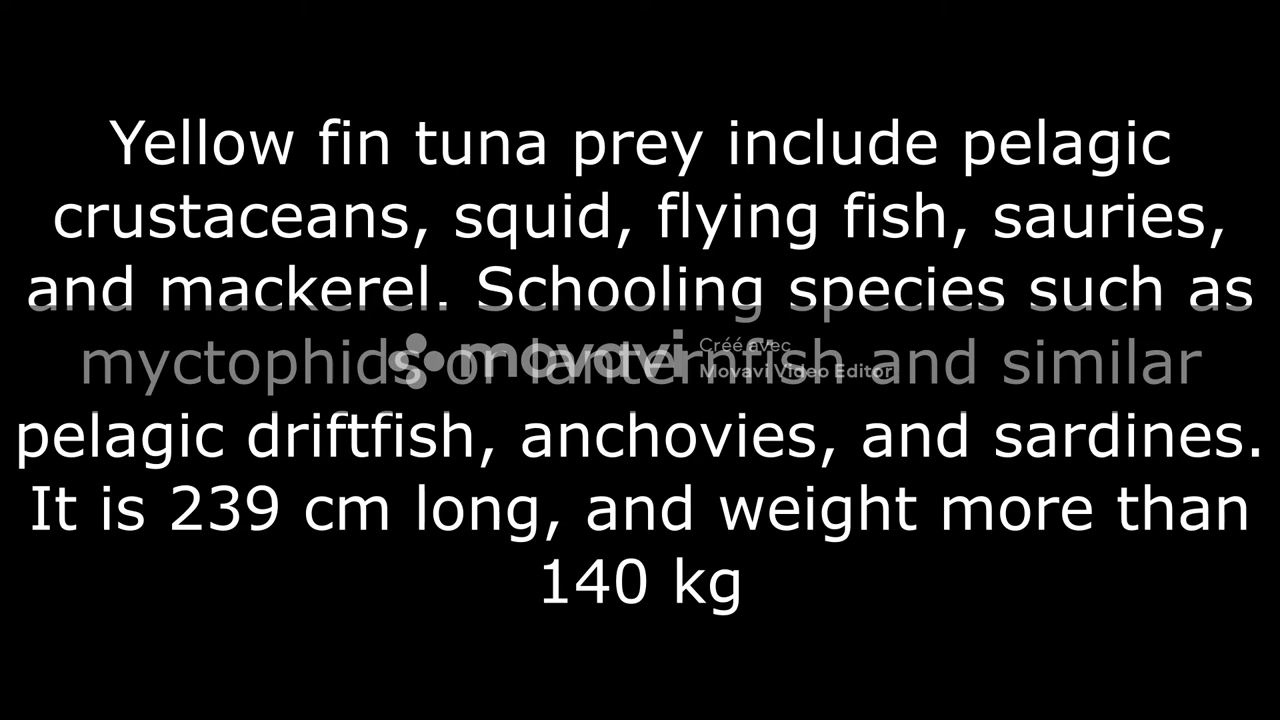 Yellow fin tuna prey include pelagic
crustaceans, squid, flying fish, sauries,
and mackerel. Schooling species such as
myctophids or lanternfish and similar
movavi
Créé avec
Movavi Video Editor
pelagic driftfish, anchovies, and sardines.
It is 239 cm long, and weight more than
140 kg